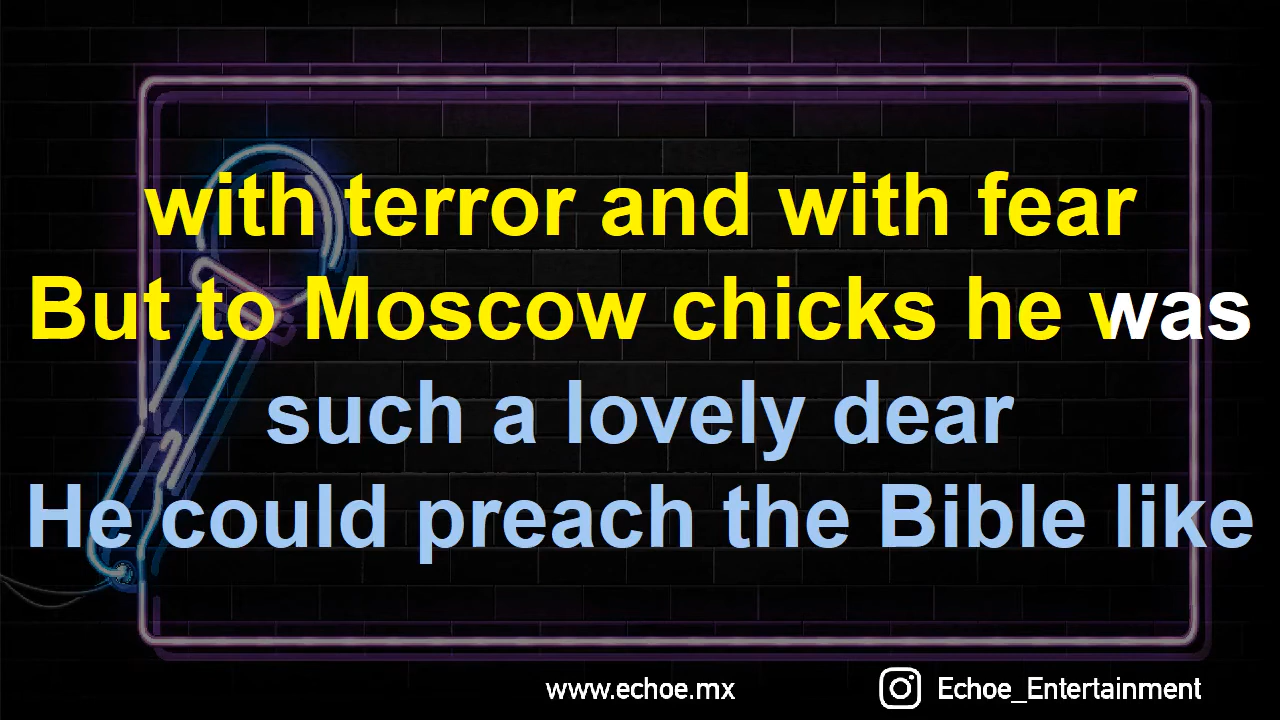 with terror and with fear
But to Moscow chicks he was
such a lovely dear
He could preach the Bible like
www.echoe.mx
Echoe_Entertainment